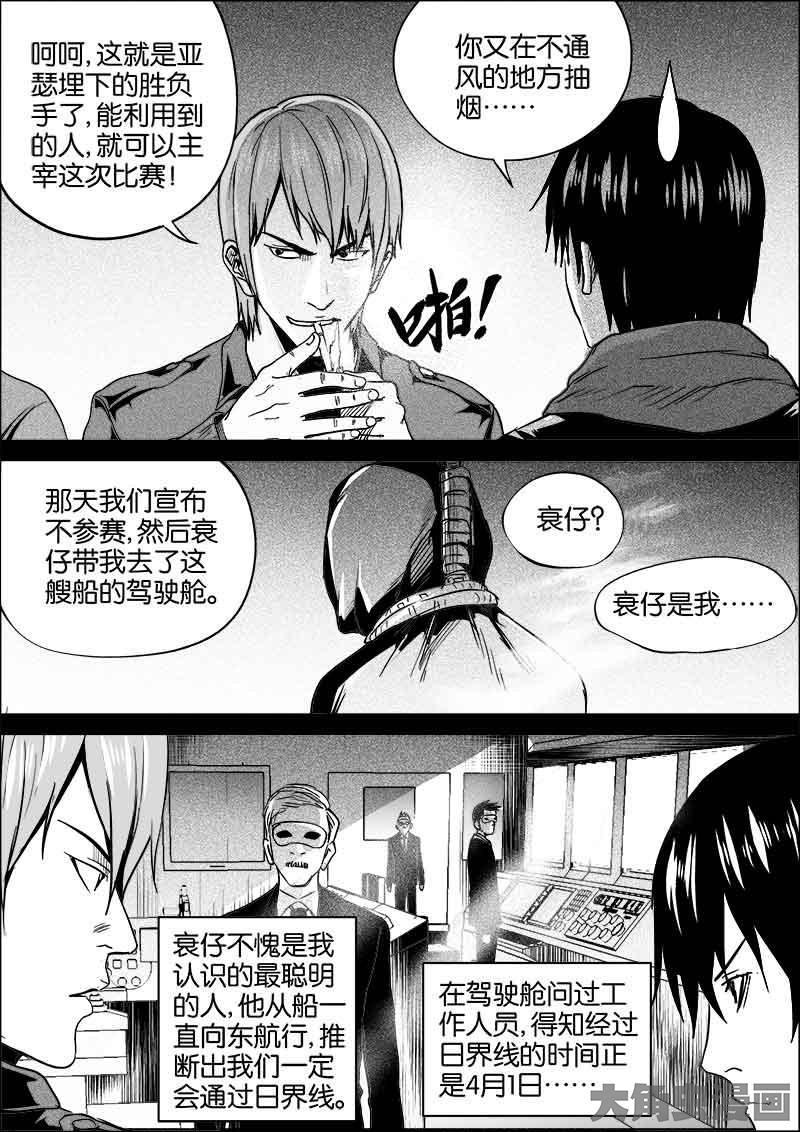 呵呵，这就是亚
瑟埋下的胜负
手了，能利用到
的人，就可以主
宰这次比赛！
你又在不通
风的地方抽
烟……
啪！
那天我们宣布
不参赛，然后衰
仔带我去了这
艘船的驾驶舱。
衰仔？
衰仔是我……
衰仔不愧是我
认识的最聪明
的人，他从船一
直向东航行，推
断出我们一定
会通过日界线。
在驾驶舱问过工
作人员，得知经过
日界线的时间正
是4月1日……
大角虫漫画